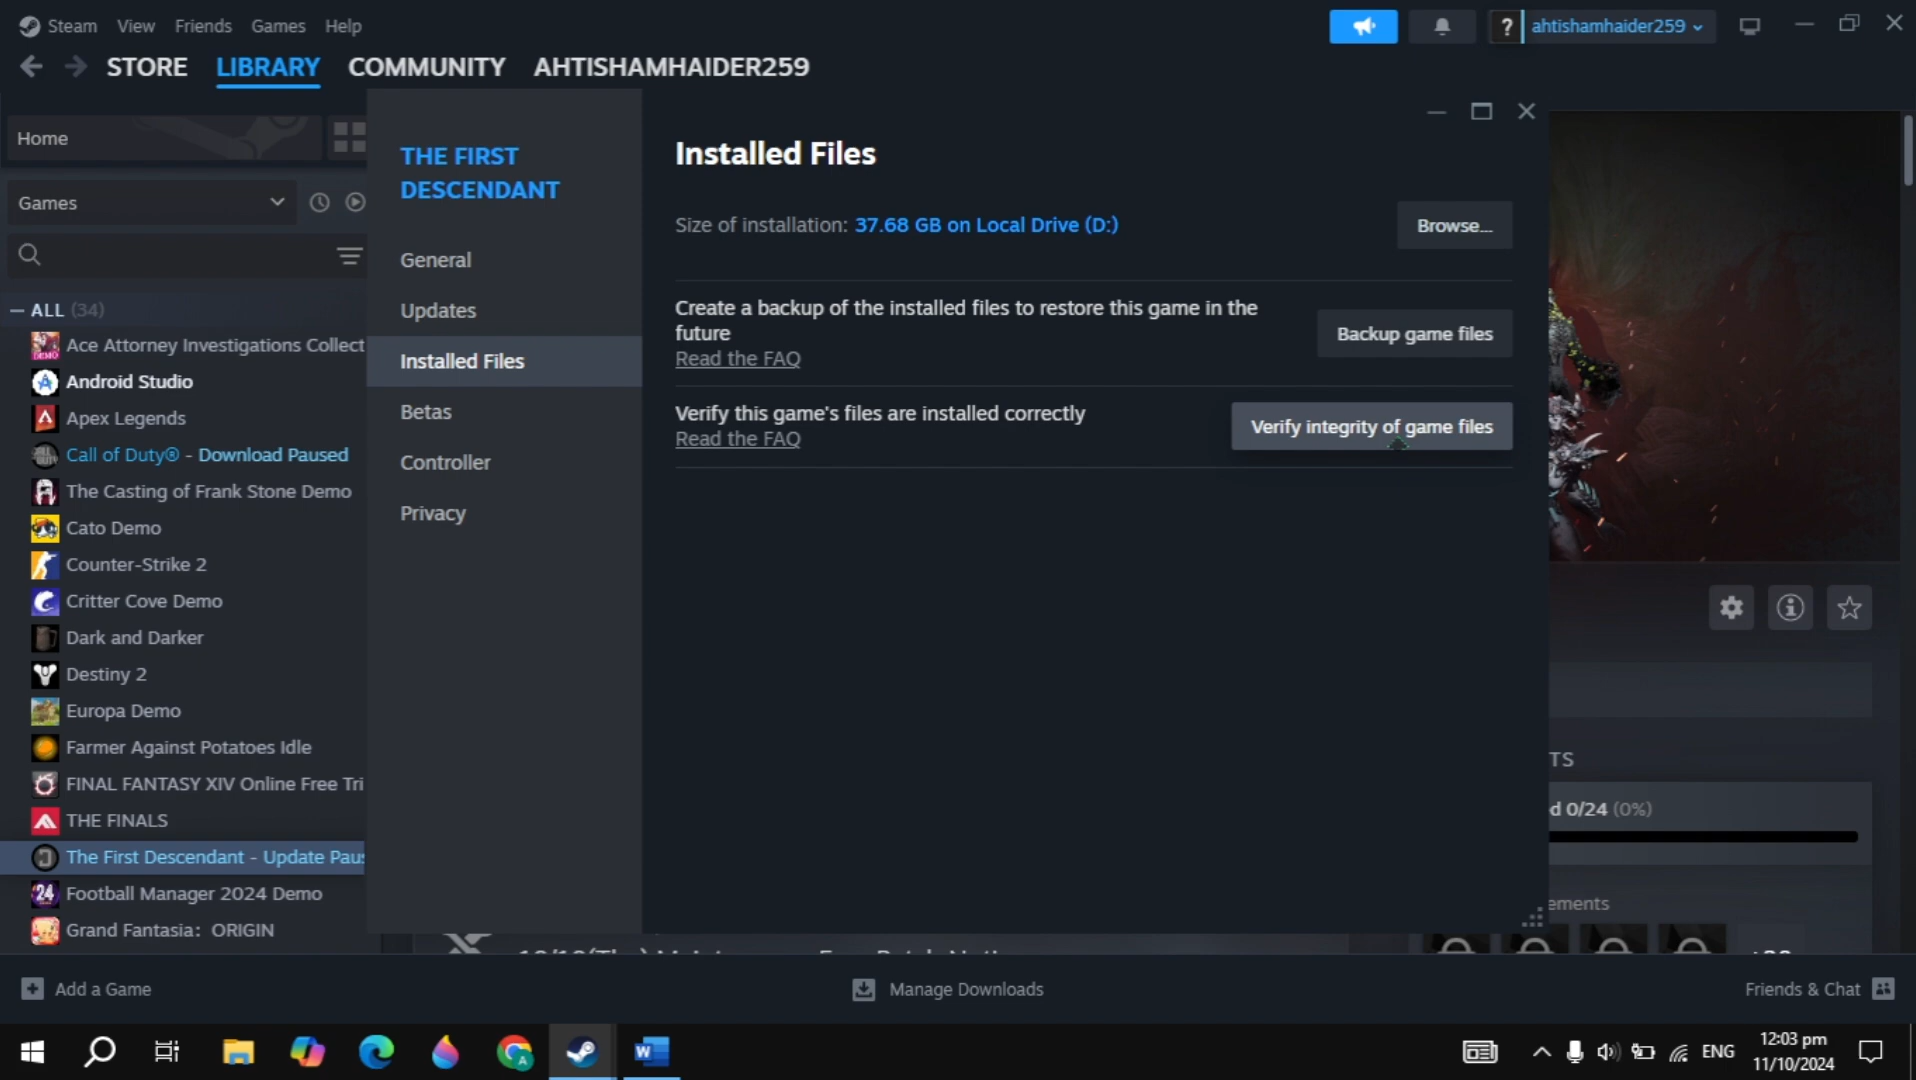 Steam View Friends Games Help
? ahtishamhaider259
STORE LIBRARY COMMUNITY AHTISHAMHAIDER259
Home
Games
ALL (34)
Ace Attorney Investigations Collect
Android Studio
Apex Legends
Call of Duty® - Download Paused
The Casting of Frank Stone Demo
Cato Demo
Counter-Strike 2
Critter Cove Demo
Dark and Darker
Destiny 2
Europa Demo
Farmer Against Potatoes Idle
FINAL FANTASY XIV Online Free Tri
THE FINALS
The First Descendant - Update Paus
Football Manager 2024 Demo
Grand Fantasia: ORIGIN
THE FIRST
DESCENDANT
General
Updates
Installed Files
Betas
Controller
Privacy
Installed Files
Size of installation: 37.68 GB on Local Drive (D:)
Browse...
Create a backup of the installed files to restore this game in the
future
Read the FAQ
Backup game files
Verify this game's files are installed correctly
Read the FAQ
Verify integrity of game files
TS
d 0/24 (0%)
ements
Add a Game
Manage Downloads
Friends & Chat
ENG
12:03 pm
11/10/2024